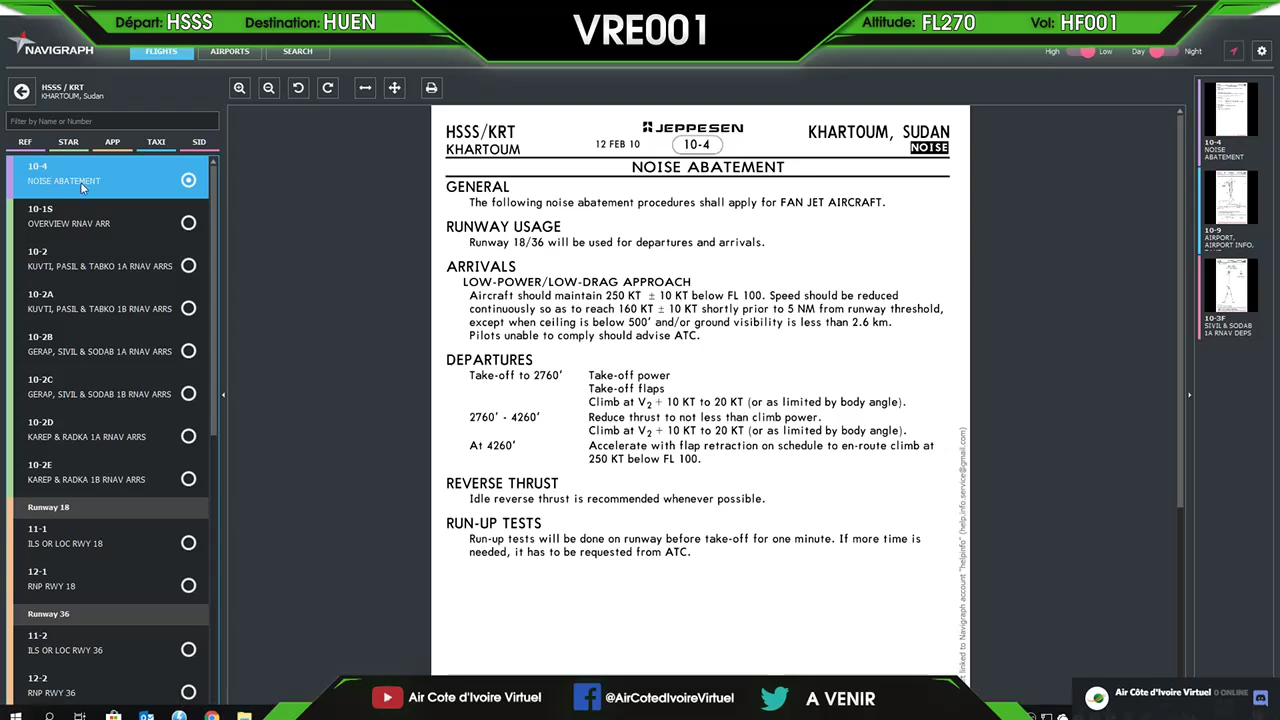 Départ: HSSS
Destination: HUEN
VRE001
Altitude: FL270
Vol: HF001
NAVIGRAPH
FLIGHTS
AIRPORTS
SEARCH
High
Low
Day
Night
HSSS / KRT
KHARTOUM, Sudan
Filter by Name or Number
REF
STAR
APP
TAXI
SID
10-4
NOISE ABATEMENT
10-1S
OVERVIEW RNAV ARR
10-2
KUVTI, PASIL & TABKO 1A RNAV ARRS
10-2A
KUVTI, PASIL & TABKO 1B RNAV ARRS
10-2B
GERAP, SIVIL & SODAB 1A RNAV ARRS
10-2C
GERAP, SIVIL & SODAB 1B RNAV ARRS
10-2D
KAREP & RADKA 1A RNAV ARRS
10-2E
KAREP & RADKA 1B RNAV ARRS
Runway 18
11-1
ILS OR LOC RWY 18
12-1
RNP RWY 18
Runway 36
11-2
ILS OR LOC RWY 36
12-2
RNP RWY 36
HSSS/KRT
KHARTOUM
12 FEB 10
JEPPESEN
10-4
KHARTOUM, SUDAN
NOISE
NOISE ABATEMENT
GENERAL
The following noise abatement procedures shall apply for FAN JET AIRCRAFT.
RUNWAY USAGE
Runway 18/36 will be used for departures and arrivals.
ARRIVALS
LOW-POWER/LOW-DRAG APPROACH
Aircraft should maintain 250 KT ± 10 KT below FL 100. Speed should be reduced
continuously so as to reach 160 KT ± 10 KT shortly prior to 5 NM from runway threshold,
except when ceiling is below 500' and/or ground visibility is less than 2.6 km.
Pilots unable to comply should advise ATC.
DEPARTURES
Take-off to 2760' Take-off power
Take-off flaps
Climb at V2 + 10 KT to 20 KT (or as limited by body angle).
2760' - 4260' Reduce thrust to not less than climb power.
Climb at V2 + 10 KT to 20 KT (or as limited by body angle).
At 4260' Accelerate with flap retraction on schedule to en-route climb at
250 KT below FL 100.
REVERSE THRUST
Idle reverse thrust is recommended whenever possible.
RUN-UP TESTS
Run-up tests will be done on runway before take-off for one minute. If more time is
needed, it has to be requested from ATC.
linked to Navigraph account "helpinfo" (help.info.service@gmail.com)
10-4
NOISE
ABATEMENT
10-9
AIRPORT,
AIRPORT INFO,
10-3F
SIVIL & SODAB
1A RNAV DEPS
Air Cote d'Ivoire Virtuel
@AirCotedIvoireVirtuel
A VENIR
Air Côte d'Ivoire Virtuel 0 ONLINE